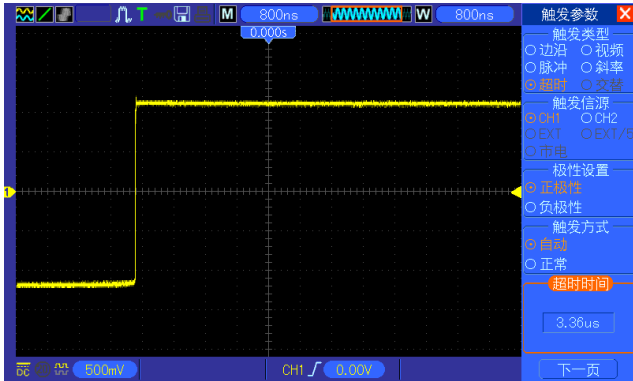 T M 800ns W 800ns 触发参数
0.000s
触发类型
边沿 视频
脉冲 斜率
超时 交替
触发信源
CH1 CH2
EXT EXT/5
市电
极性设置
正极性
负极性
触发方式
自动
正常
超时时间
3.36us
下一页
1
DC 500mV CH1 0.00V